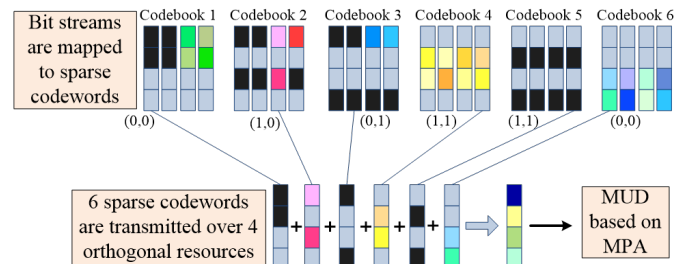 Bit streams
are mapped
to sparse
codewords
Codebook 1
Codebook 2
Codebook 3
Codebook 4
Codebook 5
Codebook 6
(0,0)
(1,0)
(0,1)
(1,1)
(1,1)
(0,0)
6 sparse codewords
are transmitted over 4
orthogonal resources
+ + + + +
MUD
based on
MPA